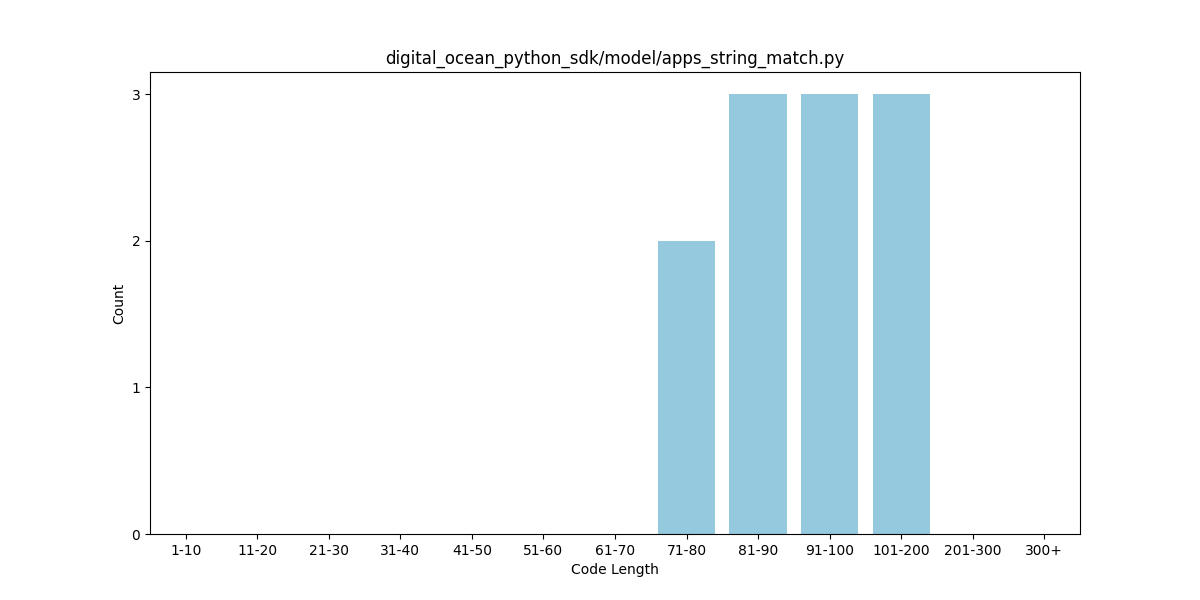 digital_ocean_python_sdk/model/apps_string_match.py
3
2
1
0
Count
1-10 11-20 21-30 31-40 41-50 51-60 61-70 71-80 81-90 91-100 101-200 201-300 300+
Code Length